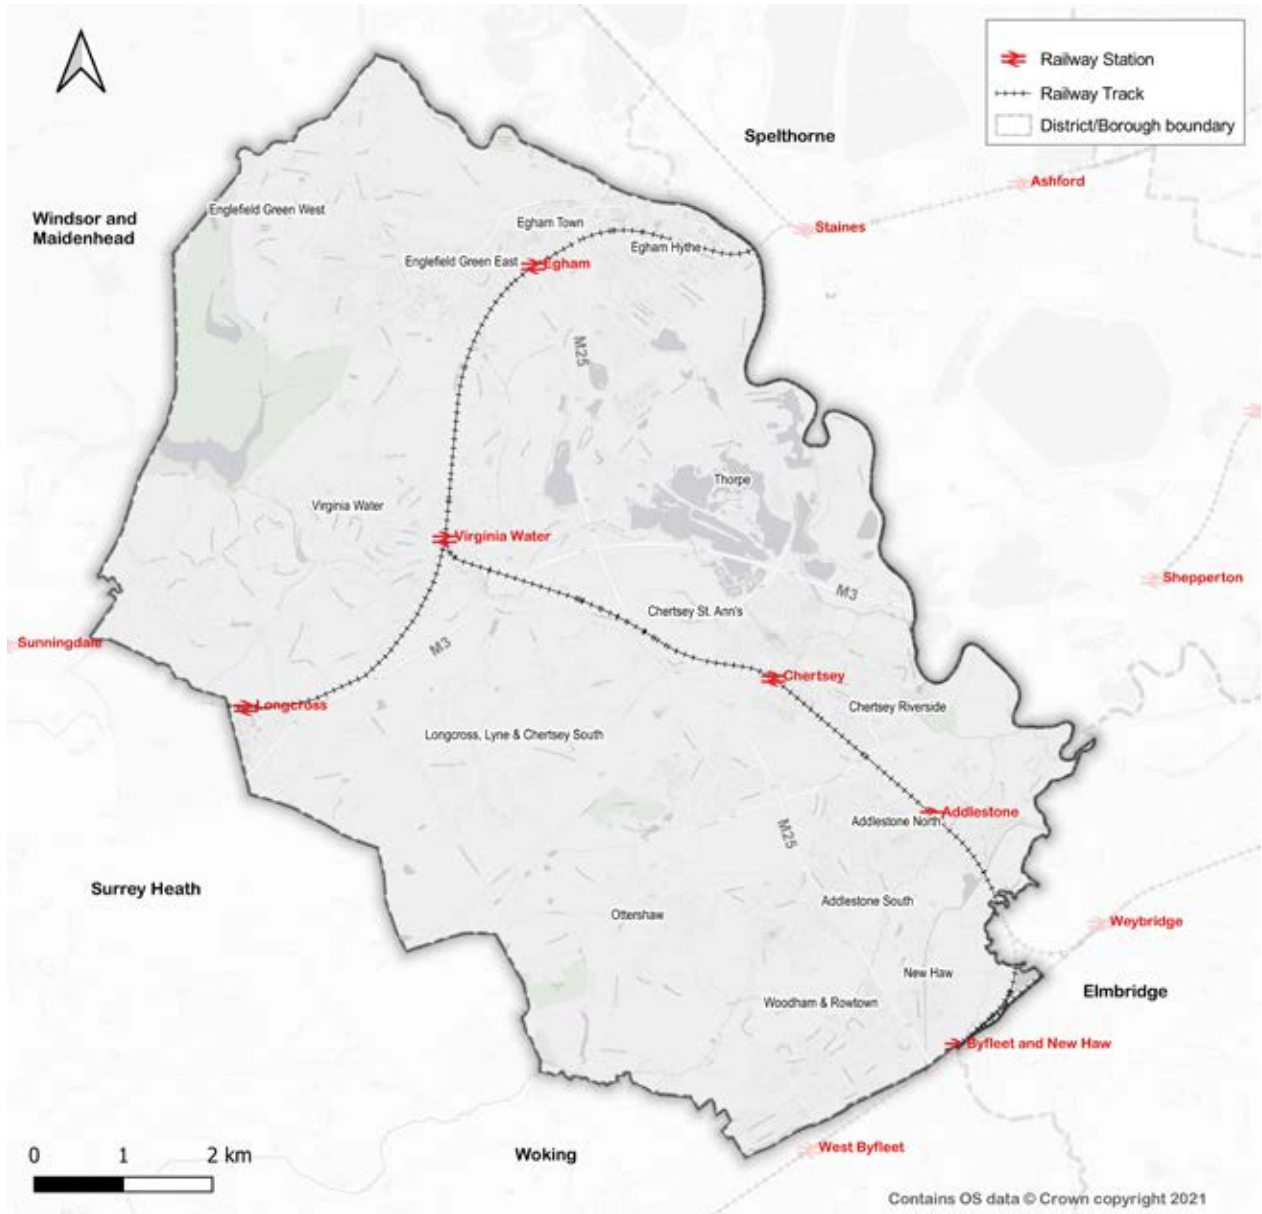 Railway Station
Railway Track
District/Borough boundary
Spelthorne
Ashford
Windsor and
Maidenhead
Englefield Green West
Egham Town
Staines
Egham Hythe
Englefield Green East
Egham
M25
Thorpe
Virginia Water
Virginia Water
Shepperton
M3
Chertsey St. Ann's
Sunningdale
M3
Chertsey
Longcross
Chertsey Riverside
Longcross, Lyne & Chertsey South
Addlestone
Addlestone North
M25
Surrey Heath
Addlestone South
Ottershaw
Weybridge
New Haw
Elmbridge
Woodham & Rowtown
Byfleet and New Haw
West Byfleet
Woking
0 1 2 km
Contains OS data © Crown copyright 2021